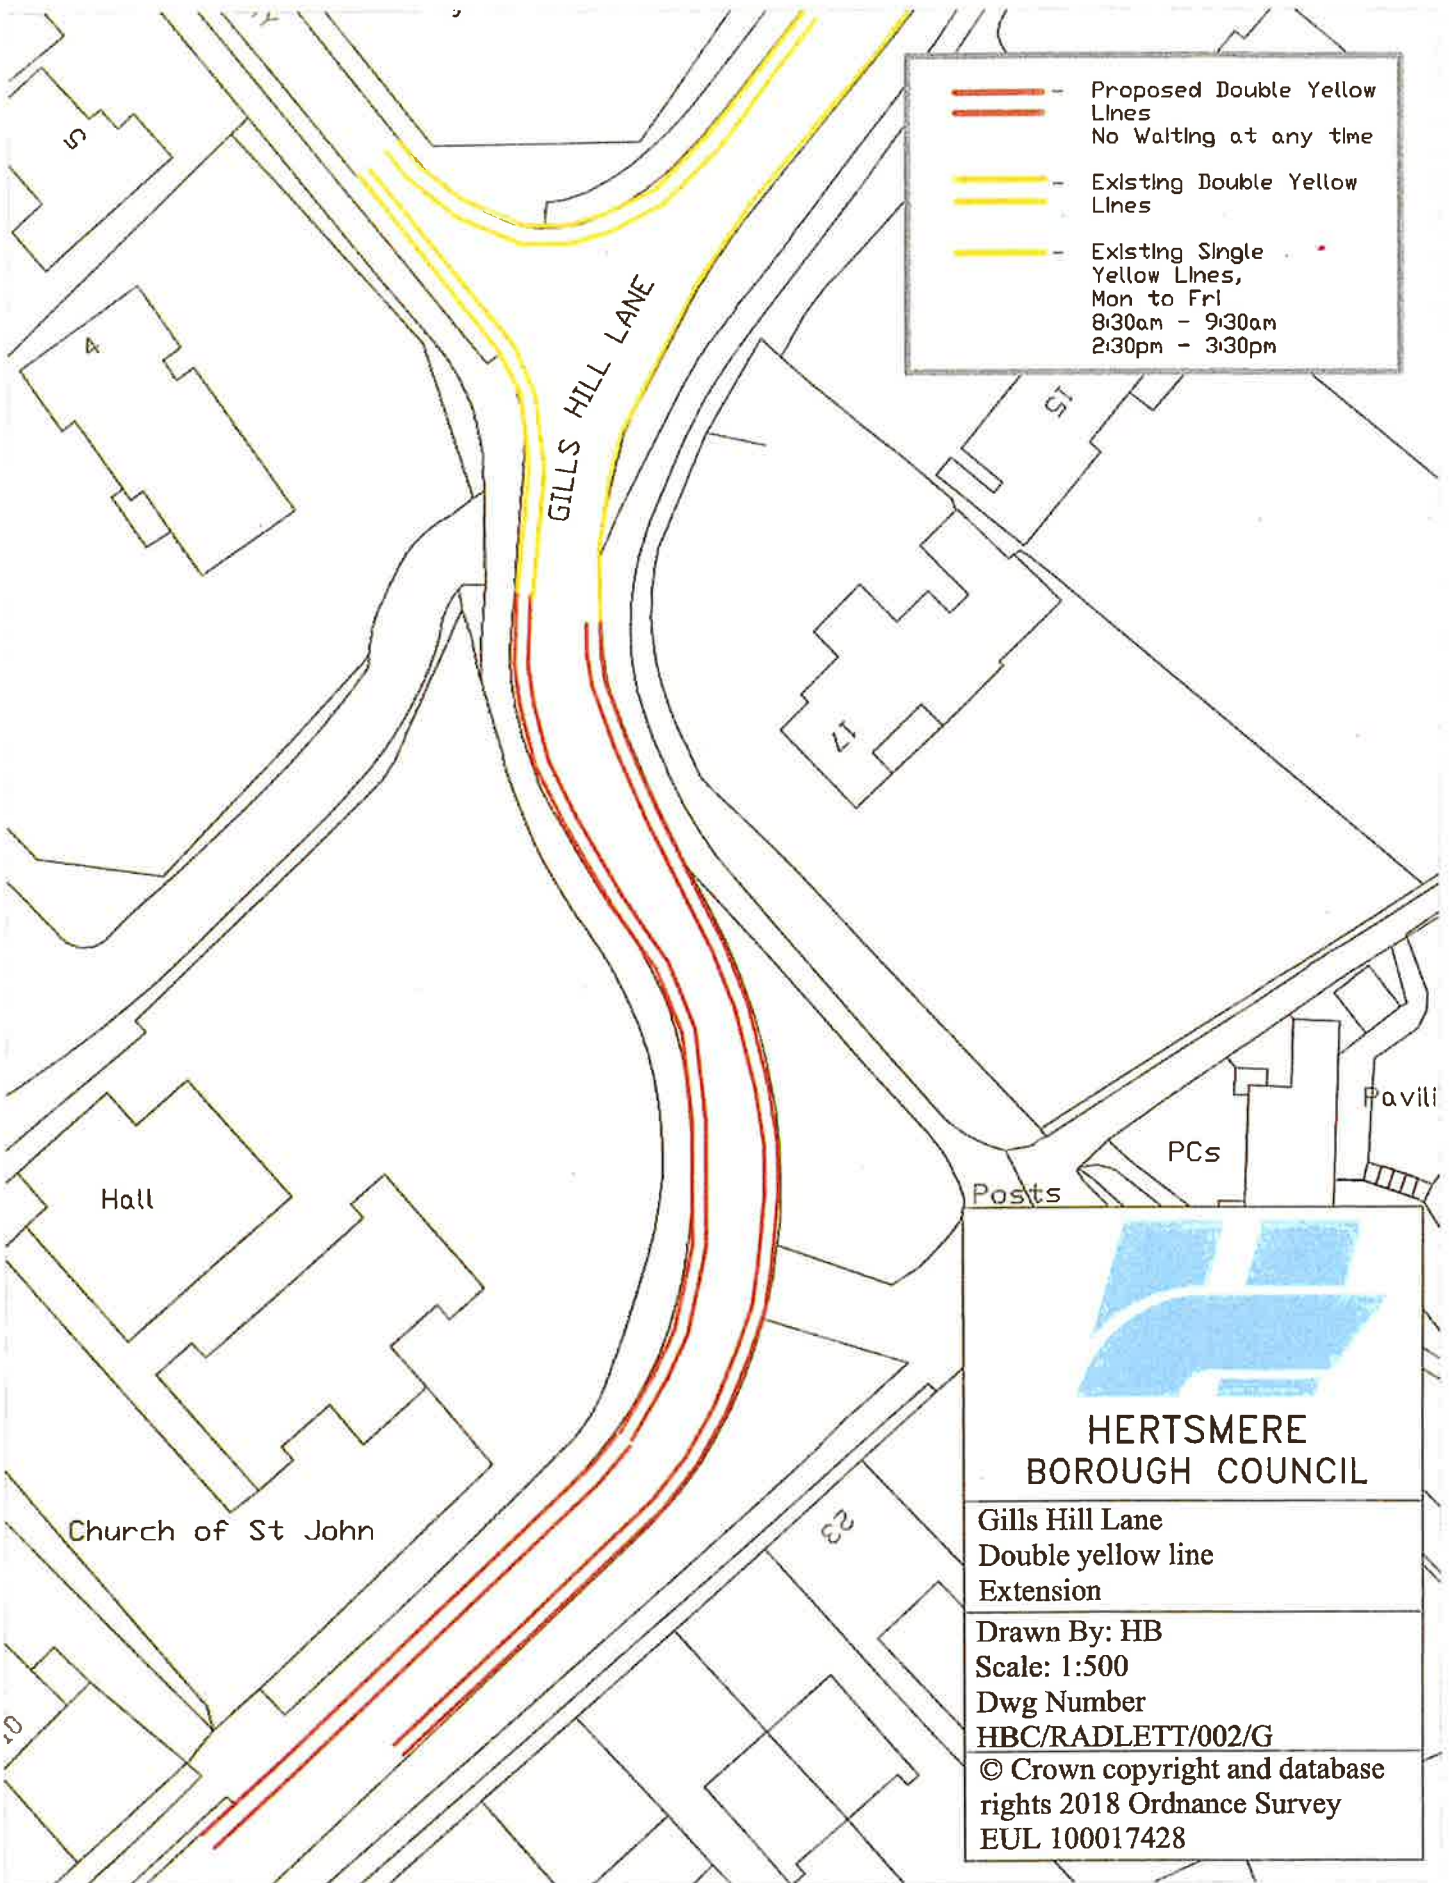 - Proposed Double Yellow
Lines
No Waiting at any time
- Existing Double Yellow
Lines
- Existing Single
Yellow Lines,
Mon to Fri
8:30am - 9:30am
2:30pm - 3:30pm
5
4
GILLS HILL LANE
15
17
Hall
Church of St John
Posts
PCs
Pavili
23
10
HERTSMERE
BOROUGH COUNCIL
Gills Hill Lane
Double yellow line
Extension
Drawn By: HB
Scale: 1:500
Dwg Number
HBC/RADLETT/002/G
© Crown copyright and database
rights 2018 Ordnance Survey
EUL 100017428